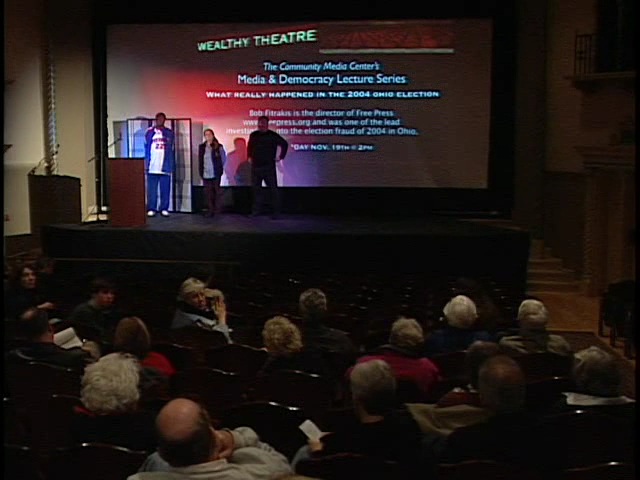 WEALTHY THEATRE
The Community Media Center's
Media & Democracy Lecture Series
WHAT REALLY HAPPENED IN THE 2004 OHIO ELECTION
Bob Fitrakis is the director of Free Press
and was one of the lead
into the election fraud of 2004 in Ohio.
DAY NOV. 19TH @ 2PM
22